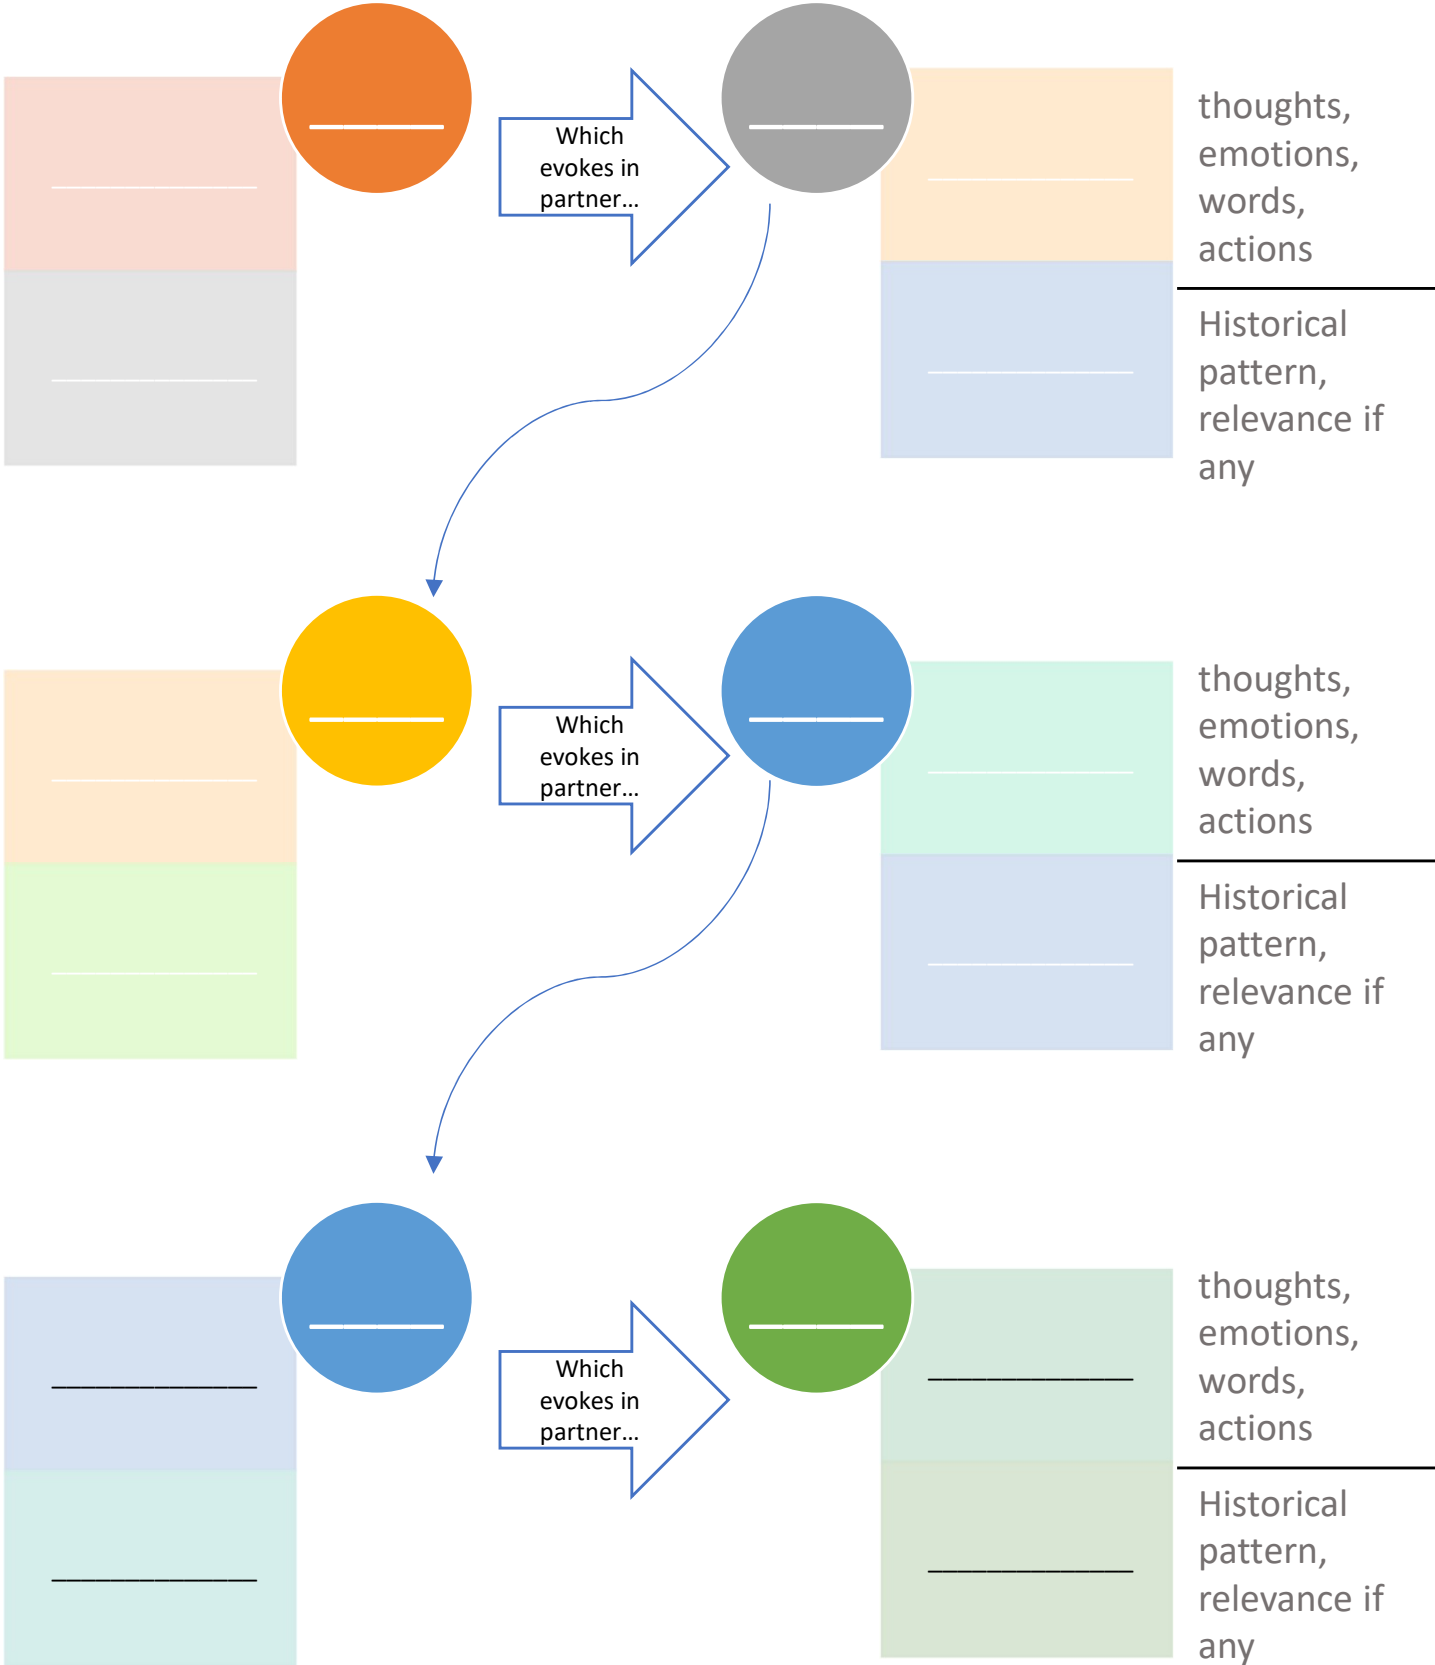 Which
evokes in
partner...
thoughts,
emotions,
words,
actions
Historical
pattern,
relevance if
any
Which
evokes in
partner...
thoughts,
emotions,
words,
actions
Historical
pattern,
relevance if
any
Which
evokes in
partner...
thoughts,
emotions,
words,
actions
Historical
pattern,
relevance if
any